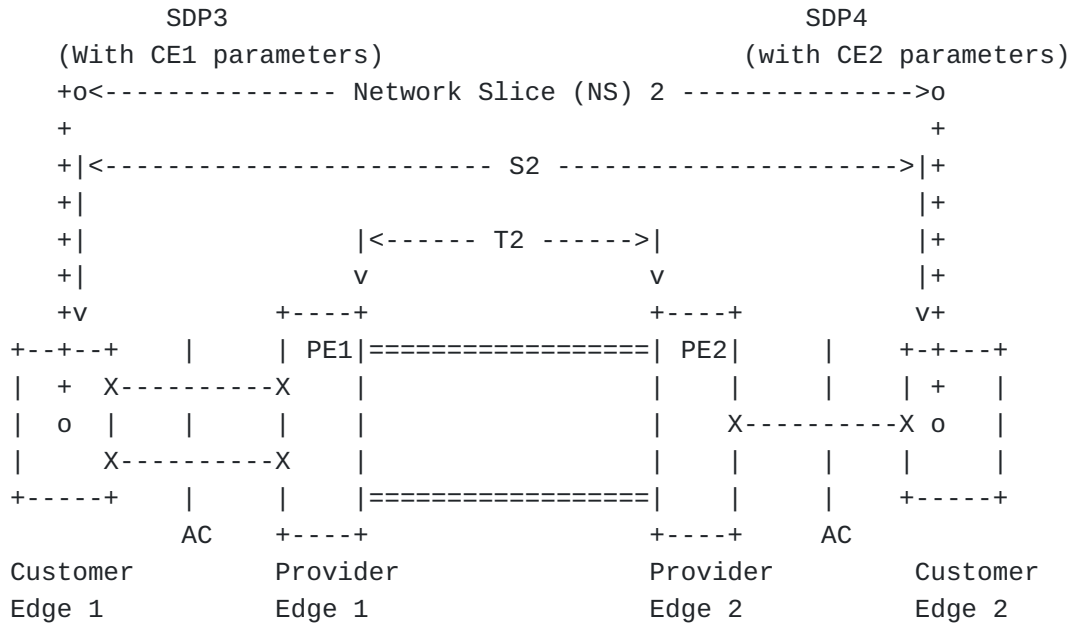 SDP3                                     SDP4
   (With CE1 parameters)                       (with CE2 parameters)
   +o<--------------- Network Slice (NS) 2 --------------->o
   +                                                       +
   +|<------------------------- S2 ---------------------->|+
   +|                                                     |+
   +|                 |<------ T2 ------>|                |+
   +|                 v                  v                |+
   +v            +----+                  +----+           v+
+--+--+    |     | PE1|==================| PE2|     |    +-+---+
|  +  X----------X    |                  |    |     |    | +   |
|  o  |    |     |    |                  |    X----------X o   |
|     X----------X    |                  |    |     |    |     |
+-----+    |     |    |==================|    |     |    +-----+
           AC    +----+                  +----+     AC
Customer         Provider                Provider         Customer
Edge 1           Edge 1                  Edge 2           Edge 2